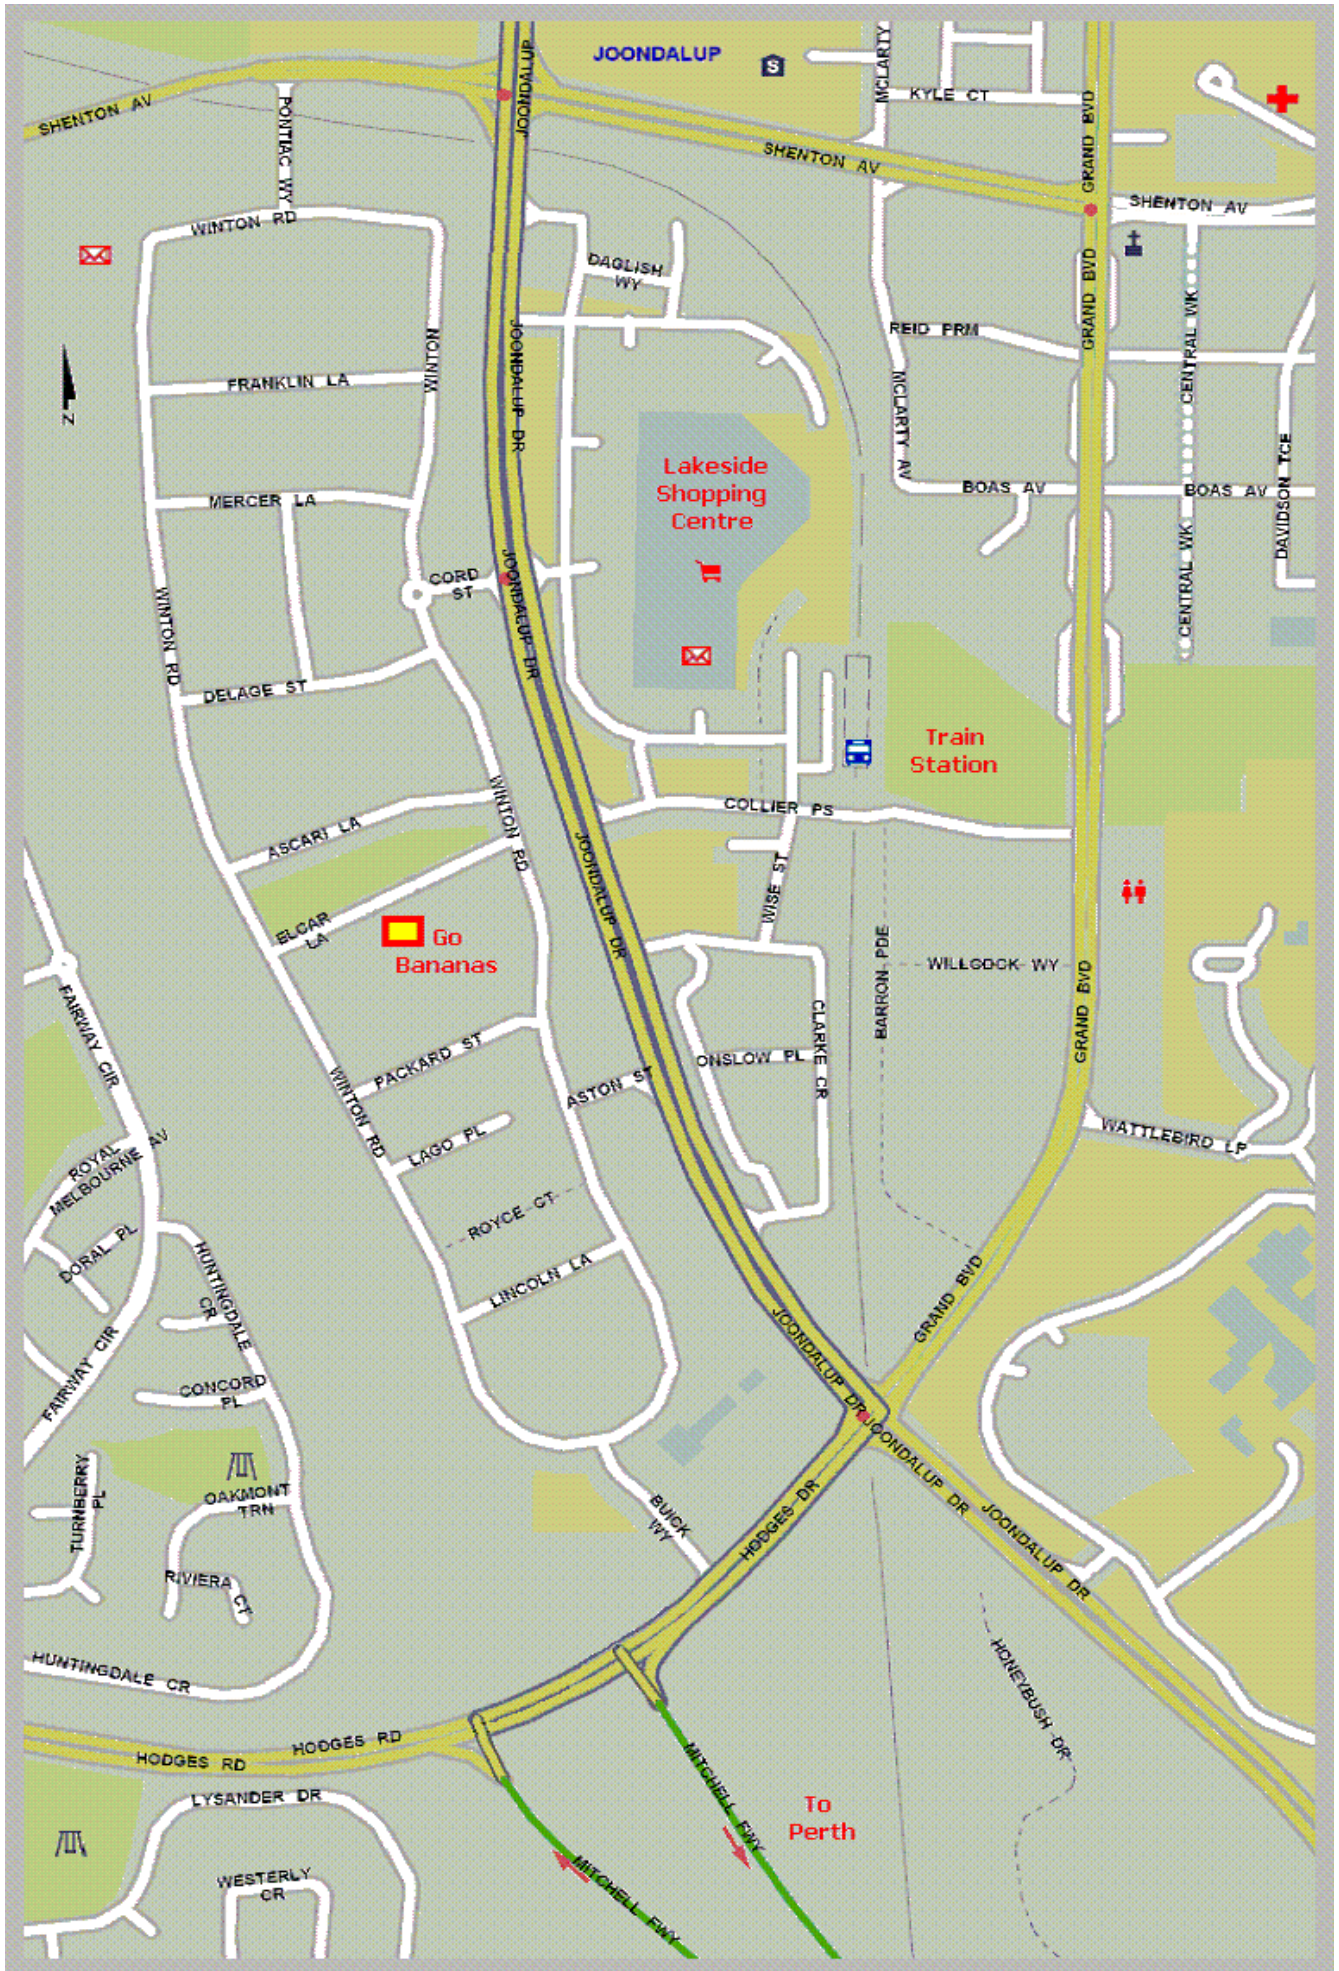 JOONDALUP
S
JOONDALUP
MCLARTY
KYLE CT
GRAND BVD
SHENTON AV
PONTIAC WY
SHENTON AV
SHENTON AV
WINTON RD
DAGLISH
WY
GRAND BVD
CENTRAL WK
REID PRM
JOONDALUP DR
WINTON
FRANKLIN LA
MCLARTY AV
N
Lakeside
Shopping
Centre
MERCER LA
BOAS AV
BOAS AV
DAVIDSON TCE
CORD
ST
JOONDALUP DR
CENTRAL WK
WINTON RD
DELAGE ST
Train
Station
WINTON RD
COLLIER PS
ASCARI LA
JOONDALUP DR
WISE ST
ELCAR
LA
Go
Bananas
BARRON PDE
WILLCOCK WY
GRAND BVD
FAIRWAY CIR
CLARKE CR
PACKARD ST
ONSLOW PL
ASTON ST
WINTON RD
LAGO PL
WATTLEBIRD LP
ROYAL
MELBOURNE AV
ROYCE CT
DORAL PL
HUNTINGDALE
CR
LINCOLN LA
GRAND BVD
FAIRWAY CIR
JOONDALUP DR
CONCORD
PL
JOONDALUP DR
TURNBERRY
PL
OAKMONT
TRN
BUICK
WY
HODGES DR
JOONDALUP DR
RIVIERA CT
HUNTINGDALE CR
HONEYBUSH DR
HODGES RD
HODGES RD
MITCHELL FWY
LYSANDER DR
To
Perth
WESTERLY
CR
MITCHELL FWY